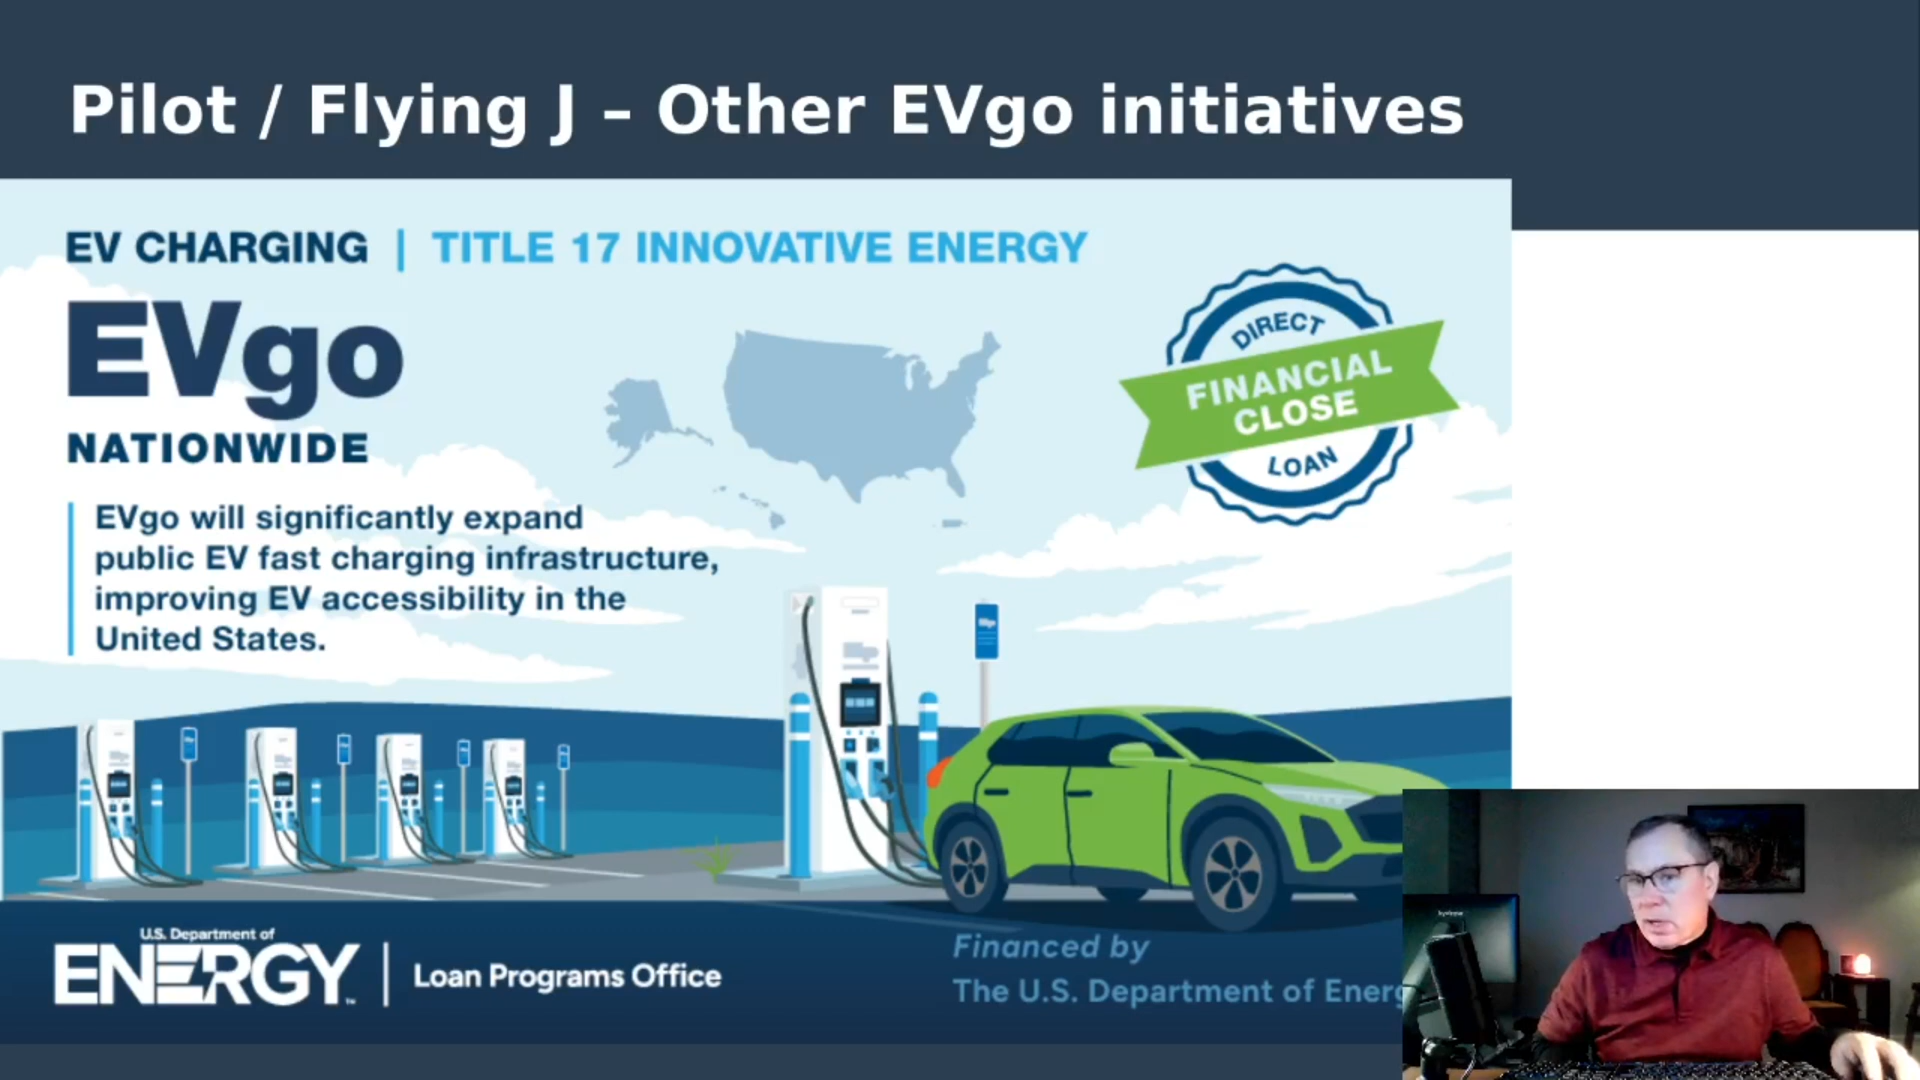 Pilot / Flying J – Other EVgo initiatives
EV CHARGING | TITLE 17 INNOVATIVE ENERGY
EVgo
NATIONWIDE
EVgo will significantly expand
public EV fast charging infrastructure,
improving EV accessibility in the
United States.
DIRECT
FINANCIAL
CLOSE
LOAN
U.S. Department of
ENERGY
Loan Programs Office
Financed by
The U.S. Department of Energ